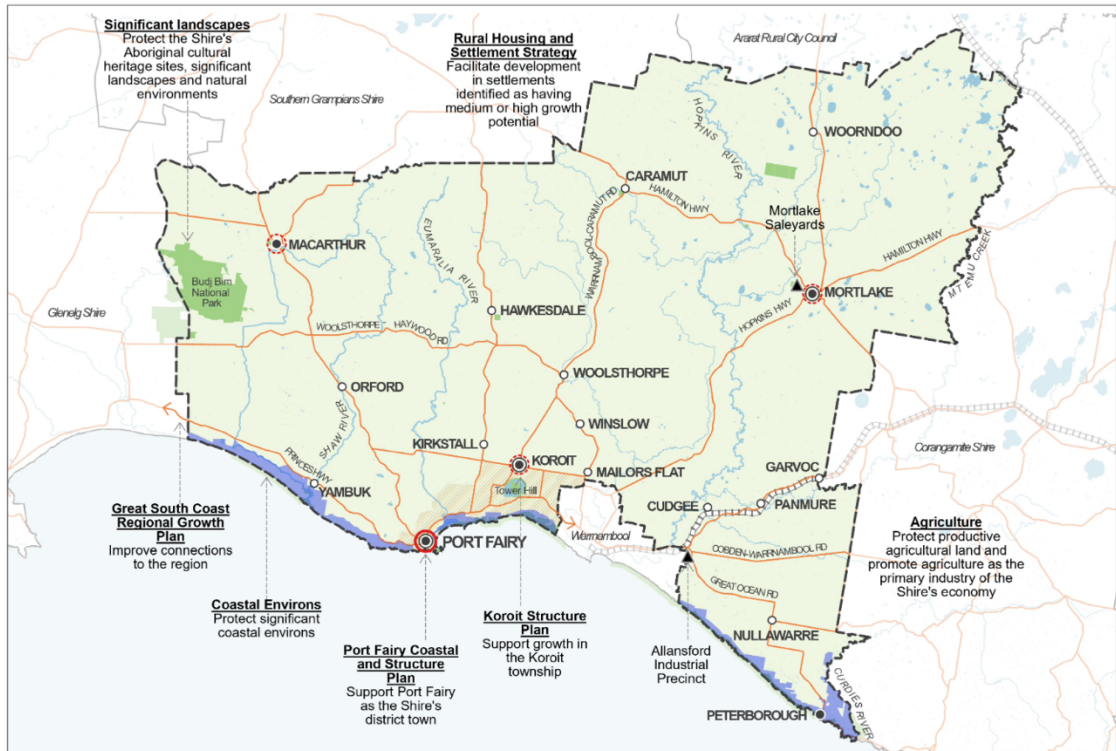 Significant landscapes
Protect the Shire's
Aboriginal cultural
heritage sites, significant
landscapes and natural
environments
Rural Housing and
Settlement Strategy
Facilitate development
in settlements
identified as having
medium or high growth
potential
Ararat Rural City Council
Southern Grampians Shire
HOPKINS
RIVER
WOORNDOO
CARAMUT
HAMILTON
HWY
WARRNAMBOOL-CARAMUT RD
Mortlake
Saleyards
HAMILTON HWY
MT EMU CREEK
MACARTHUR
EUMARALIA RIVER
Budj Bim
National
Park
Glenelg Shire
HAWKESDALE
MORTLAKE
HOPKINS HWY
WOOLSTHORPE
HAYWOOD
RD
WOOLSTHORPE
ORFORD
SHAW RIVER
WINSLOW
KIRKSTALL
KOROIT
MAILORS FLAT
Tower Hill
Corangamite Shire
GARVOC
PANMURE
CUDGEE
PRINCES HWY
YAMBUK
Great South Coast
Regional Growth
Plan
Improve connections
to the region
PORT FAIRY
Warnambool
COBDEN-WARRNAMBOOL RD
Agriculture
Protect productive
agricultural land and
promote agriculture as the
primary industry of the
Shire's economy
GREAT OCEAN RD
Coastal Environs
Protect significant
coastal environs
Port Fairy Coastal
and Structure
Plan
Support Port Fairy
as the Shire's
district town
Koroit Structure
Plan
Support growth in
the Koroit
township
Allansford
Industrial
Precinct
NULLAWARRE
PETERBOROUGH
CURDIES RIVER